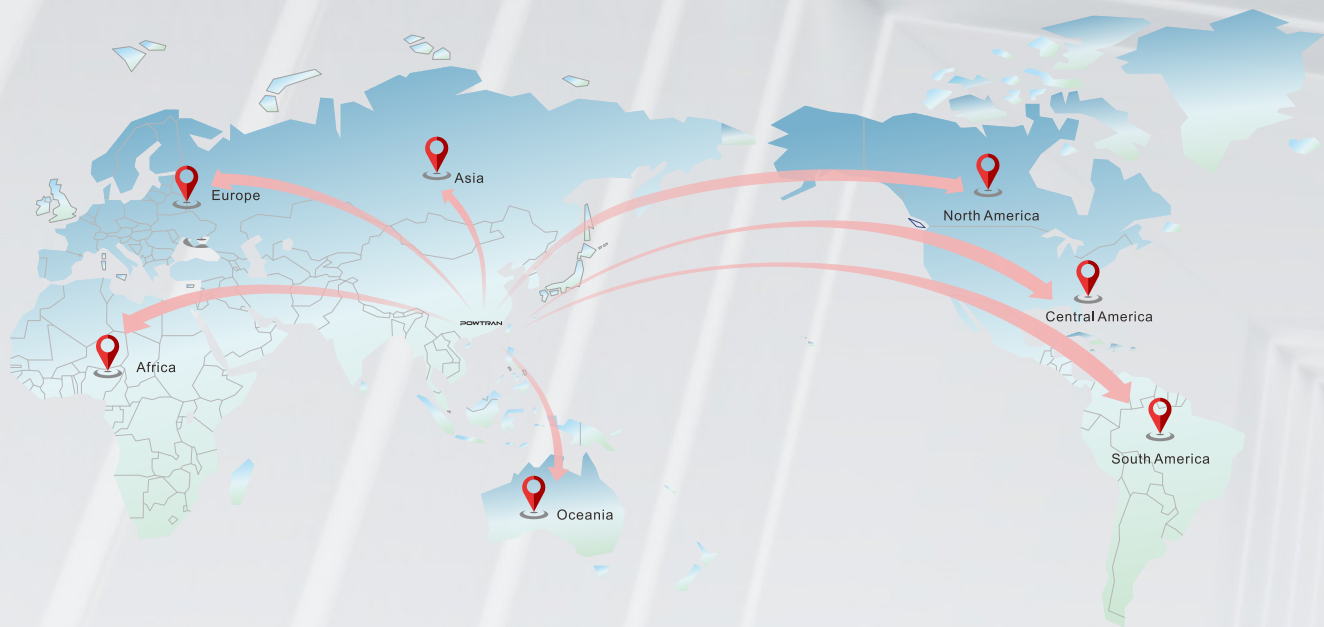 Asia
Europe
North America
Central America
POWTRAN
Africa
South America
Oceania